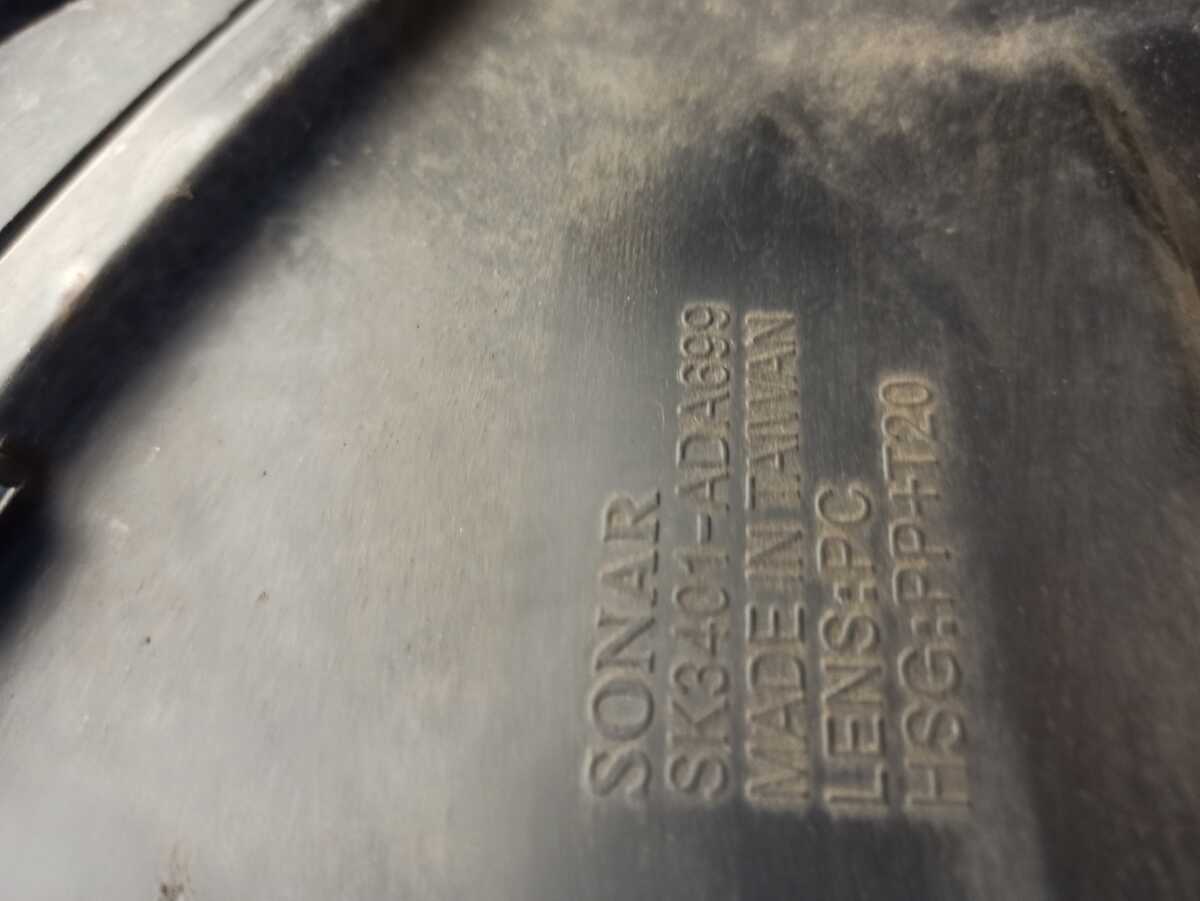 SONAR
SK3401-ADA699
MADE IN TAIWAN
LENS:PC
HSG:PP+T20